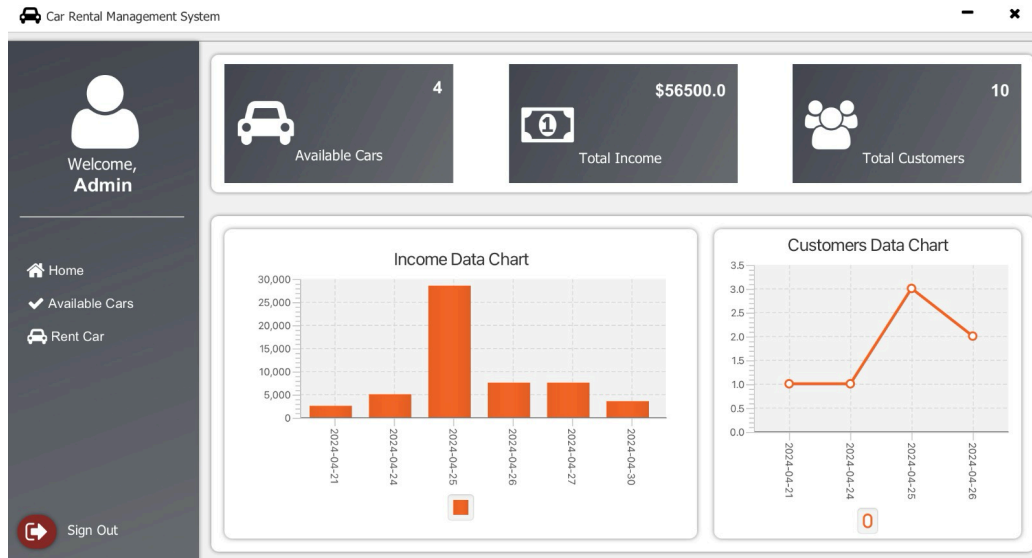 Car Rental Management System
Welcome,
Admin
Home
Available Cars
Rent Car
Sign Out
4
Available Cars
$56500.0
1
Total Income
10
Total Customers
Income Data Chart
30,000
25,000
20,000
15,000
10,000
5,000
0
2024-04-21
2024-04-24
2024-04-25
2024-04-26
2024-04-27
2024-04-30
Customers Data Chart
3.5
3.0
2.5
2.0
1.5
1.0
0.5
0.0
2024-04-21
2024-04-24
2024-04-25
2024-04-26